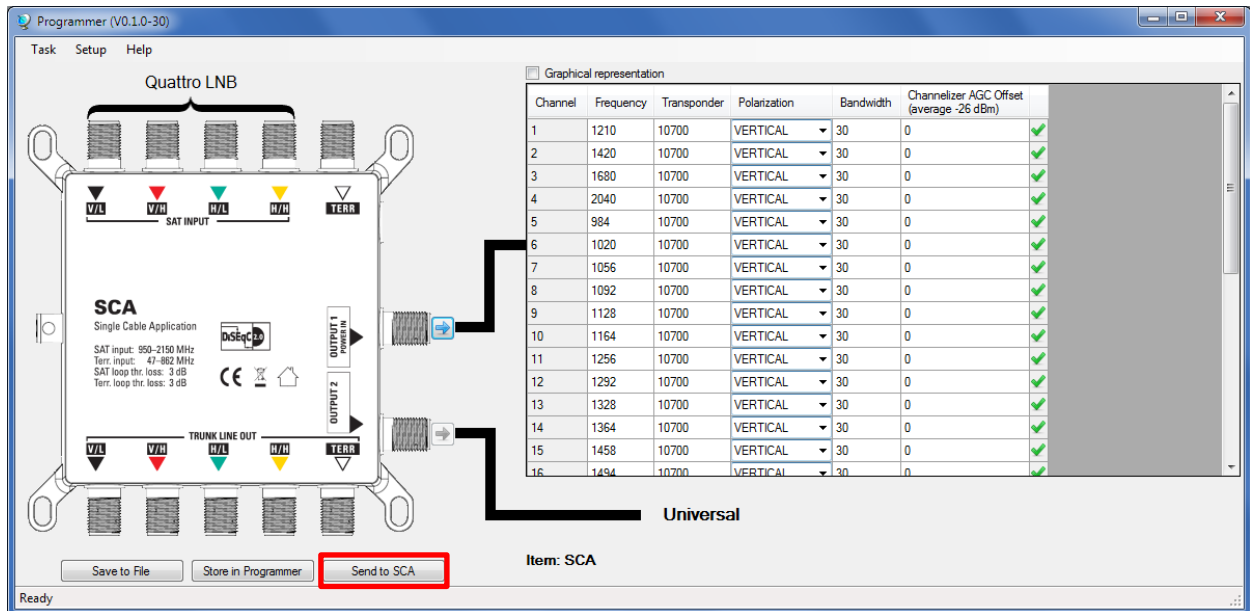 Programmer (V0.1.0-30)
Task Setup Help
Quattro LNB
V/L V/H H/L H/H TERR
SAT INPUT
SCA
Single Cable Application
SAT input: 950–2150 MHz
Terr. input: 47–862 MHz
SAT loop thr. loss: 3 dB
Terr. loop thr. loss: 3 dB
DiSEqC 2.0
CE
OUTPUT 1
POWER IN
OUTPUT 2
TRUNK LINE OUT
V/L V/H H/L H/H TERR
Graphical representation
Channel Frequency Transponder Polarization Bandwidth Channelizer AGC Offset
(average -26 dBm)
1 1210 10700 VERTICAL 30 0
2 1420 10700 VERTICAL 30 0
3 1680 10700 VERTICAL 30 0
4 2040 10700 VERTICAL 30 0
5 984 10700 VERTICAL 30 0
6 1020 10700 VERTICAL 30 0
7 1056 10700 VERTICAL 30 0
8 1092 10700 VERTICAL 30 0
9 1128 10700 VERTICAL 30 0
10 1164 10700 VERTICAL 30 0
11 1256 10700 VERTICAL 30 0
12 1292 10700 VERTICAL 30 0
13 1328 10700 VERTICAL 30 0
14 1364 10700 VERTICAL 30 0
15 1458 10700 VERTICAL 30 0
16 1494 10700 VERTICAL 30 0
Universal
Item: SCA
Save to File Store in Programmer Send to SCA
Ready